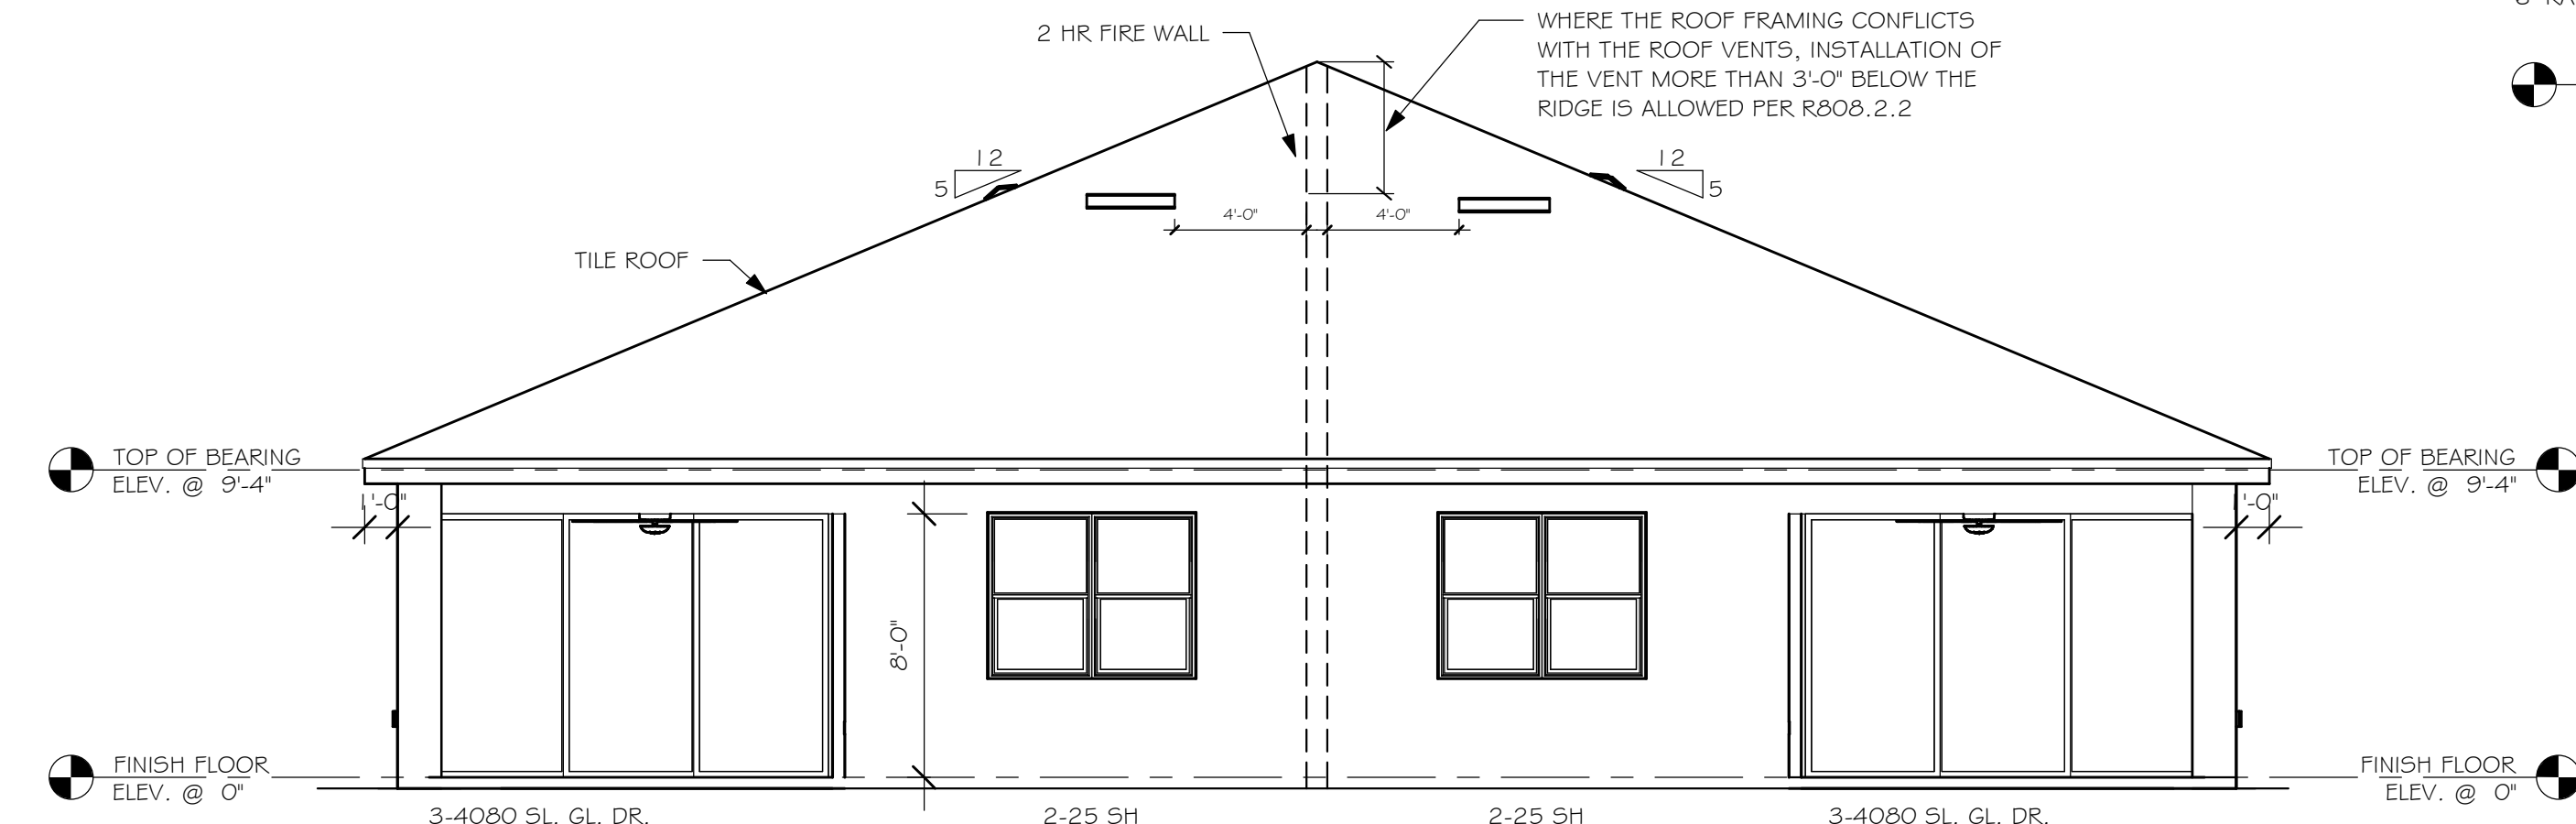 2 HR FIRE WALL
WHERE THE ROOF FRAMING CONFLICTS
WITH THE ROOF VENTS, INSTALLATION OF
THE VENT MORE THAN 3'-0" BELOW THE
RIDGE IS ALLOWED PER R808.2.2
12
5
12
5
4'-0"
4'-0"
TILE ROOF
TOP OF BEARING
ELEV. @ 9'-4"
TOP OF BEARING
ELEV. @ 9'-4"
1'-0"
'-0"
8'-0"
FINISH FLOOR
ELEV. @ 0"
FINISH FLOOR
ELEV. @ 0"
3-4080 SL. GL. DR.
2-25 SH
2-25 SH
3-4080 SL. GL. DR.